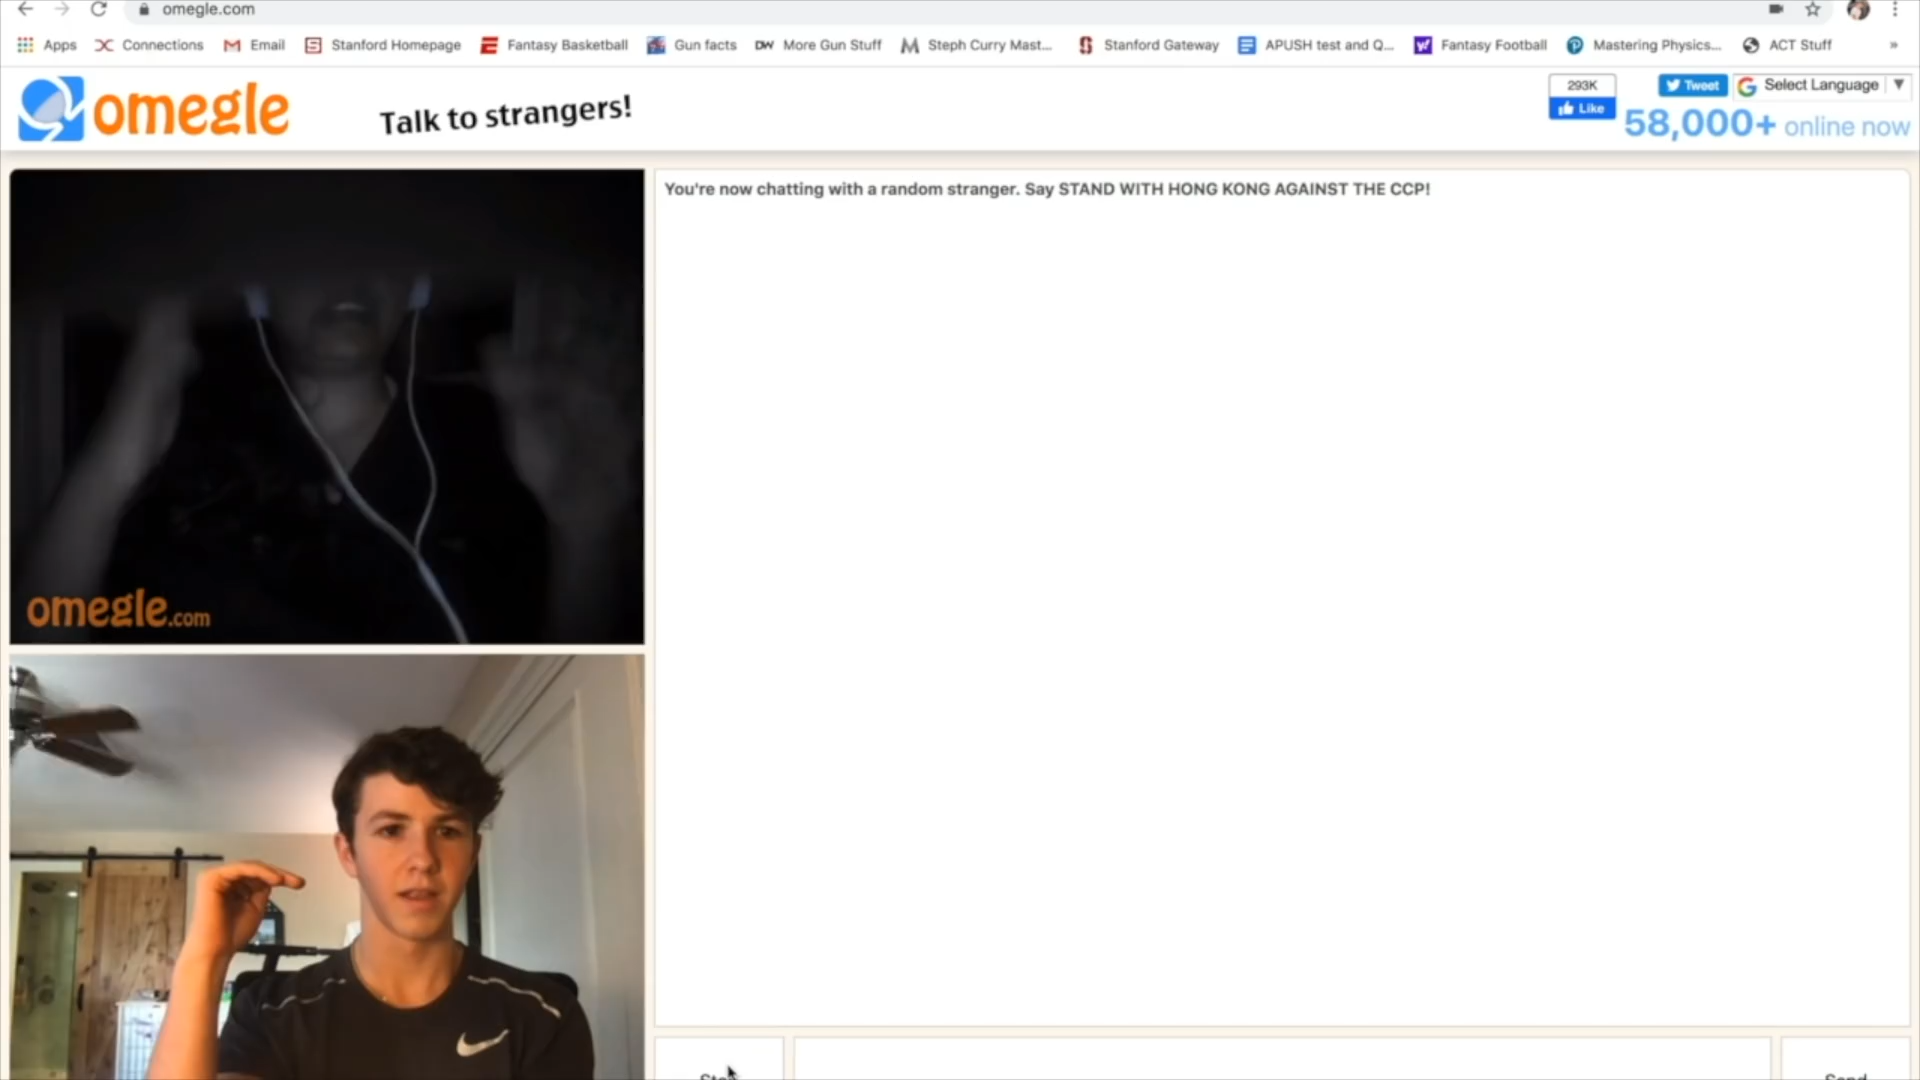 omegle.com
Apps Connections Email Stanford Homepage Fantasy Basketball Gun facts DW More Gun Stuff Steph Curry Mast... Stanford Gateway APUSH test and Q... Fantasy Football Mastering Physics... ACT Stuff »
omegle Talk to strangers!
293K Tweet Select Language
Like
58,000+ online now
You're now chatting with a random stranger. Say STAND WITH HONG KONG AGAINST THE CCP!
omegle.com
Send